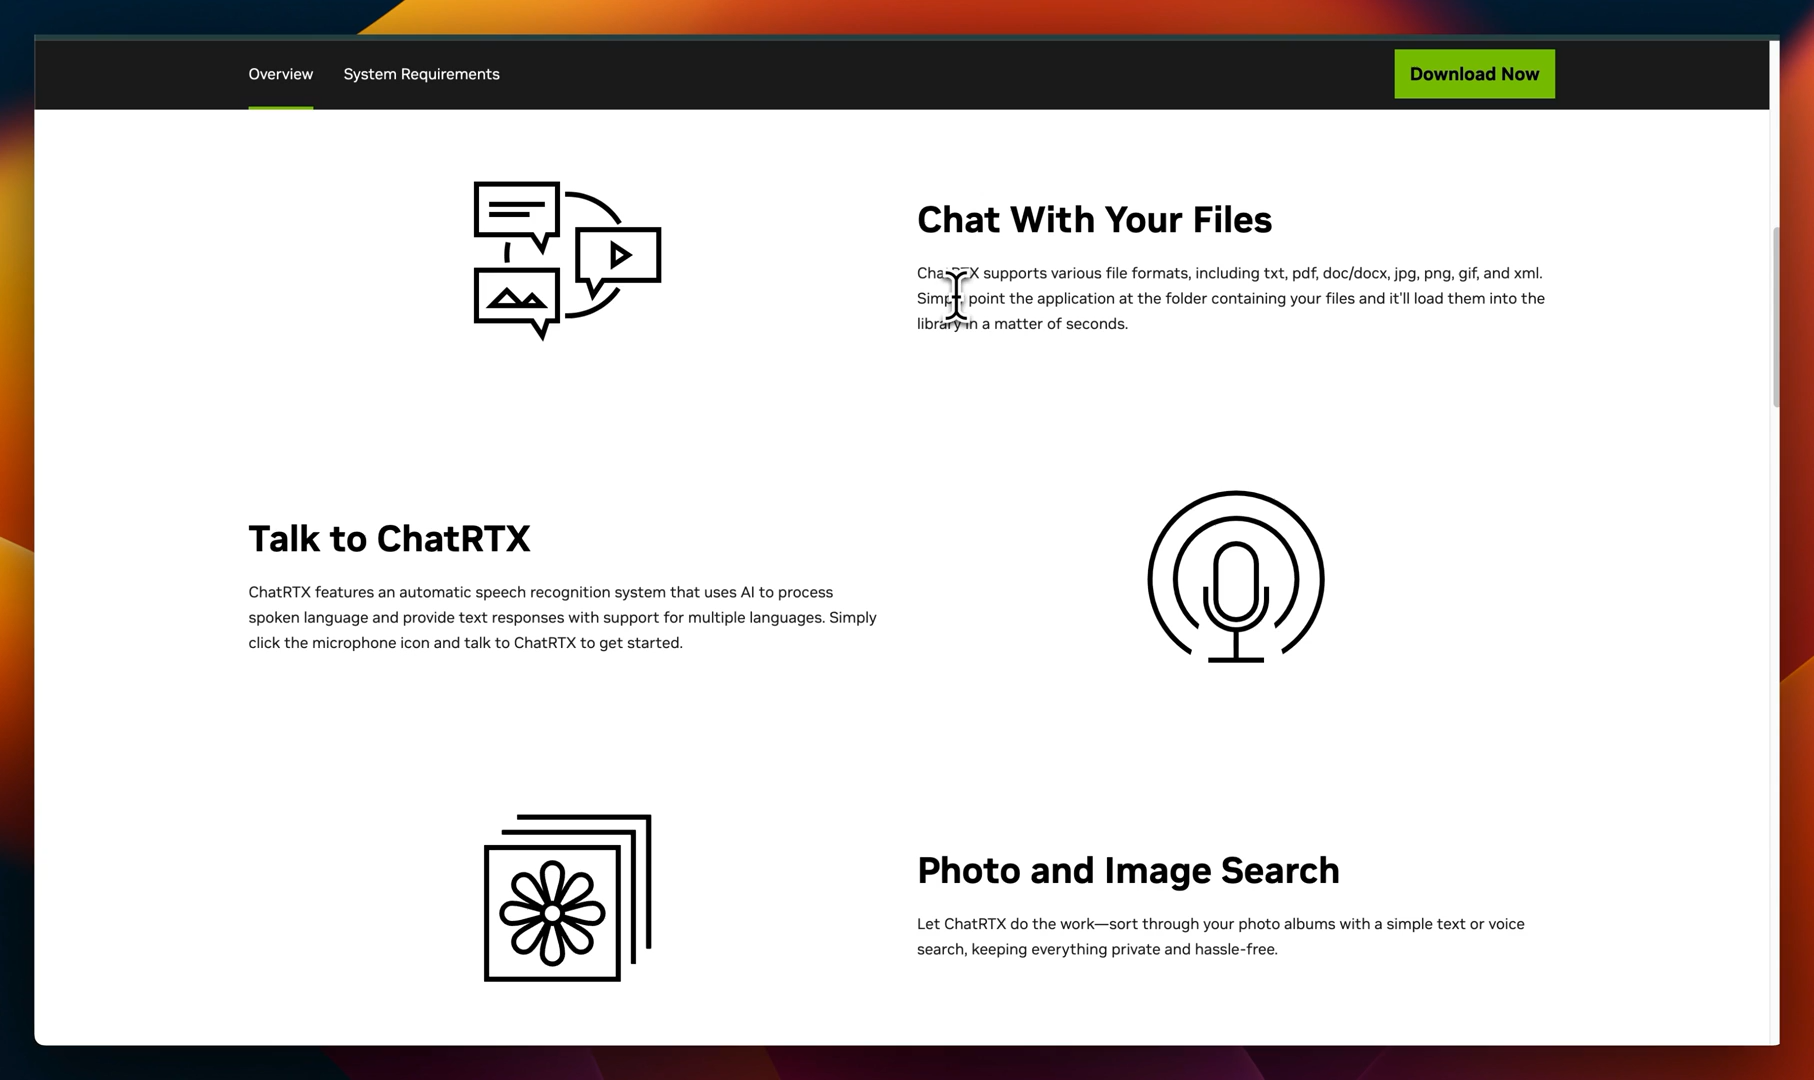 Overview System Requirements Download Now
Chat With Your Files
ChatRTX supports various file formats, including txt, pdf, doc/docx, jpg, png, gif, and xml.
Simply point the application at the folder containing your files and it'll load them into the
library in a matter of seconds.
Talk to ChatRTX
ChatRTX features an automatic speech recognition system that uses AI to process
spoken language and provide text responses with support for multiple languages. Simply
click the microphone icon and talk to ChatRTX to get started.
Photo and Image Search
Let ChatRTX do the work—sort through your photo albums with a simple text or voice
search, keeping everything private and hassle-free.